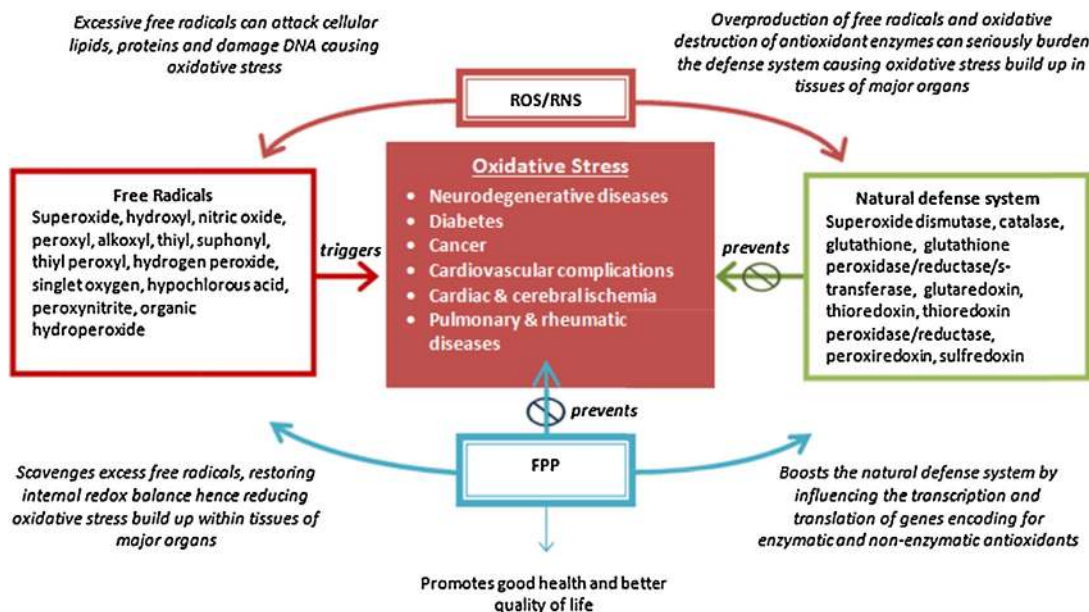 Excessive free radicals can attack cellular
lipids, proteins and damage DNA causing
oxidative stress
Overproduction of free radicals and oxidative
destruction of antioxidant enzymes can seriously burden
the defense system causing oxidative stress build up in
tissues of major organs
ROS/RNS
Free Radicals
Superoxide, hydroxyl, nitric oxide,
peroxyl, alkoxyl, thiyl, suphonyl,
thiyl peroxyl, hydrogen peroxide,
singlet oxygen, hypochlorous acid,
peroxynitrite, organic
hydroperoxide
triggers
Oxidative Stress
• Neurodegenerative diseases
• Diabetes
• Cancer
• Cardiovascular complications
• Cardiac & cerebral ischemia
• Pulmonary & rheumatic
diseases
prevents
Natural defense system
Superoxide dismutase, catalase,
glutathione, glutathione
peroxidase/reductase/s-
transferase, glutaredoxin,
thioredoxin, thioredoxin
peroxidase/reductase,
peroxiredoxin, sulfredoxin
prevents
FPP
Scavenges excess free radicals, restoring
internal redox balance hence reducing
oxidative stress build up within tissues of
major organs
Boosts the natural defense system by
influencing the transcription and
translation of genes encoding for
enzymatic and non-enzymatic antioxidants
Promotes good health and better
quality of life